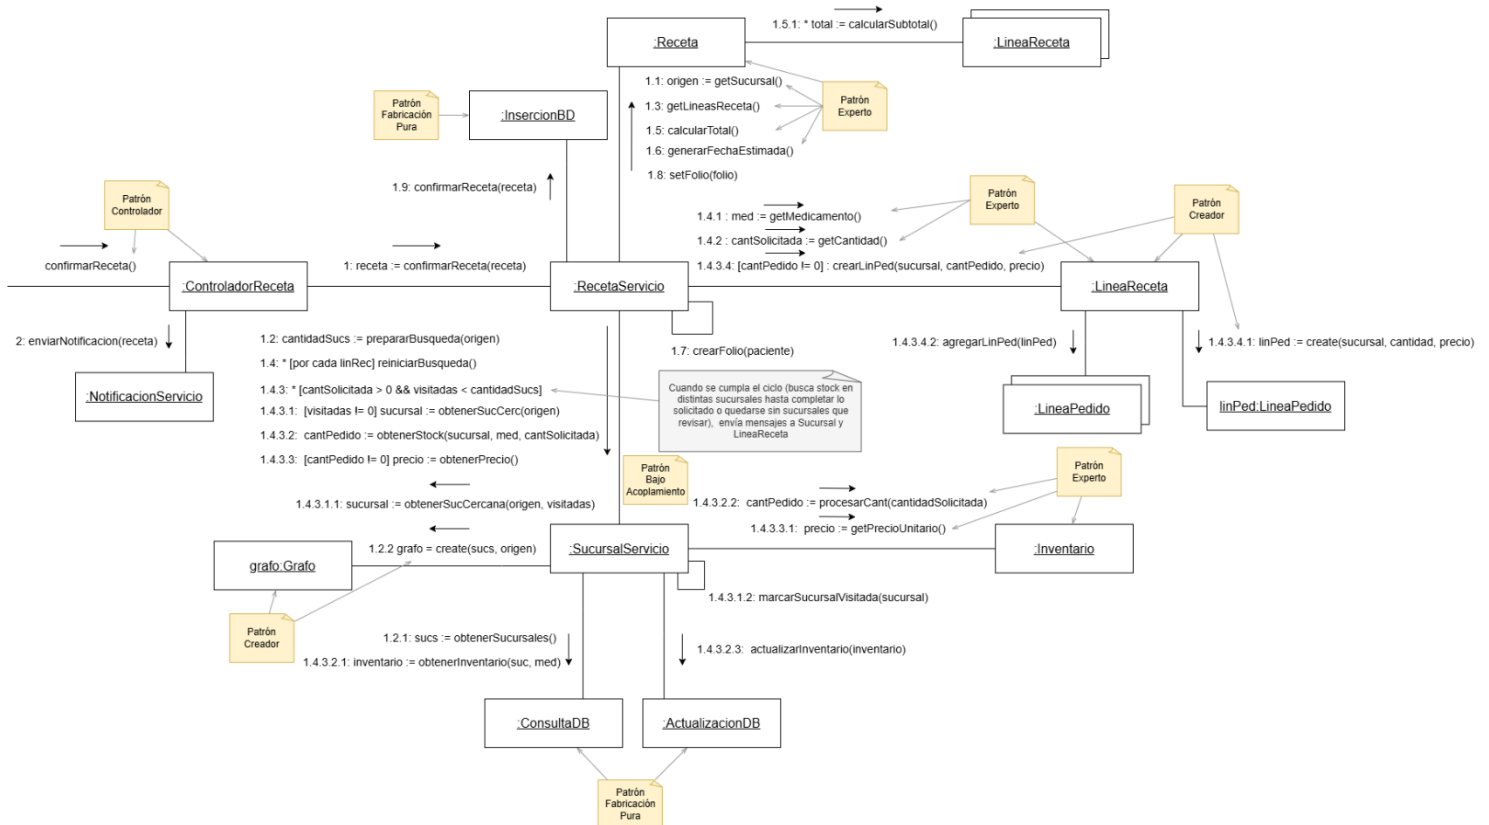 1.5.1: * total := calcularSubtotal()
:Receta
:LineaReceta
1.1: origen := getSucursal()
1.3: getLineasReceta()
1.5: calcularTotal()
1.6: generarFechaEstimada()
1.8: setFolio(folio)
Patrón
Experto
Patrón
Fabricación
Pura
:InsercionBD
1.9: confirmarReceta(receta)
Patrón
Controlador
confirmarReceta()
1: receta := confirmarReceta(receta)
Patrón
Experto
Patrón
Creador
1.4.1 : med := getMedicamento()
1.4.2 : cantSolicitada := getCantidad()
1.4.3.4: [cantPedido != 0] : crearLinPed(sucursal, cantPedido, precio)
:ControladorReceta
:RecetaServicio
:LineaReceta
2: enviarNotificacion(receta)
:NotificacionServicio
1.2: cantidadSucs := prepararBusqueda(origen)
1.4: * [por cada linRec] reiniciarBusqueda()
1.4.3: * [cantSolicitada > 0 && visitadas < cantidadSucs]
1.4.3.1: [visitadas != 0] sucursal := obtenerSucCerc(origen)
1.4.3.2: cantPedido := obtenerStock(sucursal, med, cantSolicitada)
1.4.3.3: [cantPedido != 0] precio := obtenerPrecio()
1.7: crearFolio(paciente)
Cuando se cumpla el ciclo (busca stock en
distintas sucursales hasta completar lo
solicitado o quedarse sin sucursales que
revisar), envía mensajes a Sucursal y
LineaReceta
1.4.3.4.2: agregarLinPed(linPed)
1.4.3.4.1: linPed := create(sucursal, cantidad, precio)
:LineaPedido
linPed:LineaPedido
Patrón
Bajo
Acoplamiento
Patrón
Experto
1.4.3.1.1: sucursal := obtenerSucCercana(origen, visitadas)
1.4.3.2.2: cantPedido := procesarCant(cantidadSolicitada)
1.4.3.3.1: precio := getPrecioUnitario()
1.2.2 grafo = create(sucs, origen)
grafo:Grafo
:SucursalServicio
:Inventario
1.4.3.1.2: marcarSucursalVisitada(sucursal)
Patrón
Creador
1.2.1: sucs := obtenerSucursales()
1.4.3.2.1: inventario := obtenerInventario(suc, med)
1.4.3.2.3: actualizarInventario(inventario)
:ConsultaDB
:ActualizacionDB
Patrón
Fabricación
Pura